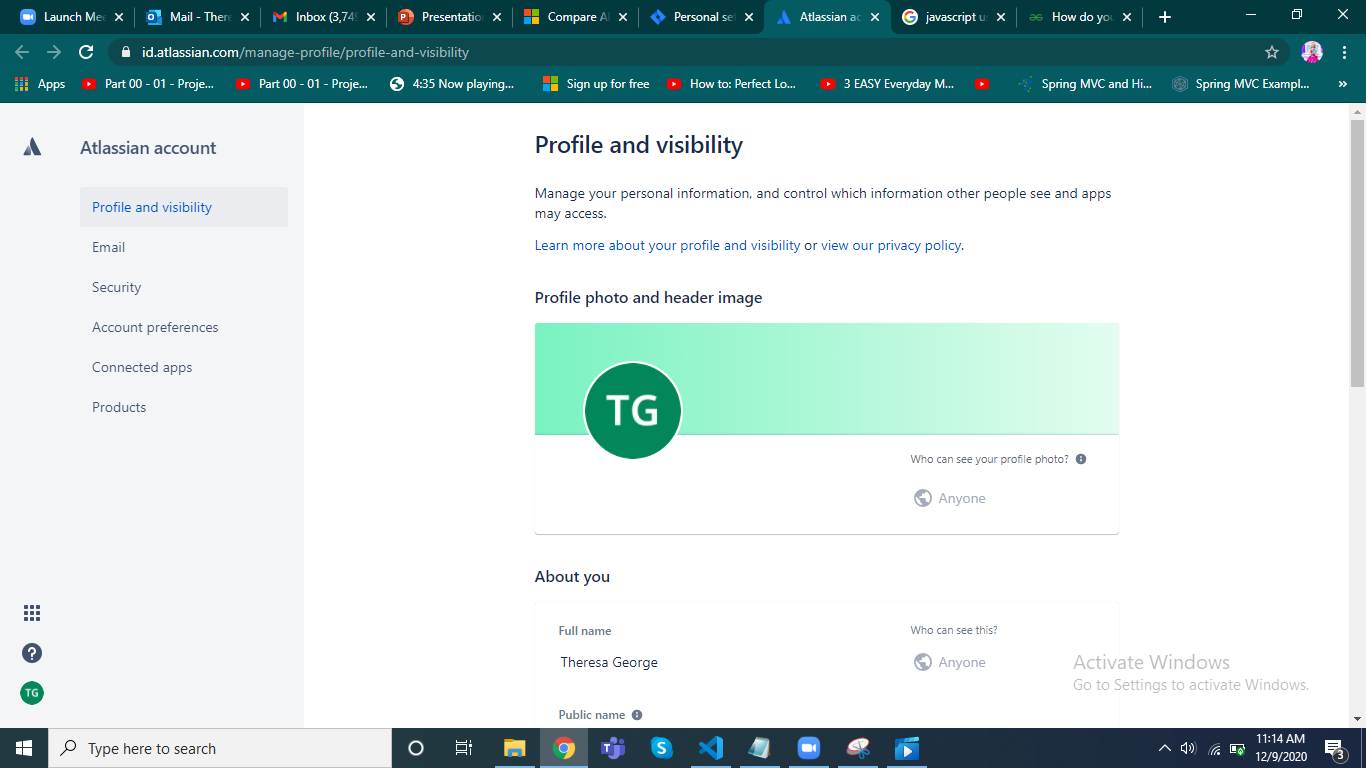 Launch Mee
Mail - There
Inbox (3,749
Presentation
Compare Al
Personal set
Atlassian ac
javascript u
How do you
id.atlassian.com/manage-profile/profile-and-visibility
Apps
Part 00 - 01 - Proje...
Part 00 - 01 - Proje...
4:35 Now playing...
Sign up for free
How to: Perfect Lo...
3 EASY Everyday M...
Spring MVC and Hi...
Spring MVC Exampl...
»
Atlassian account
Profile and visibility
Email
Security
Account preferences
Connected apps
Products
TG
Profile and visibility
Manage your personal information, and control which information other people see and apps
may access.
Learn more about your profile and visibility or view our privacy policy.
Profile photo and header image
TG
Who can see your profile photo?
Anyone
About you
Full name
Who can see this?
Theresa George
Anyone
Public name
Activate Windows
Go to Settings to activate Windows.
Type here to search
11:14 AM
12/9/2020
3